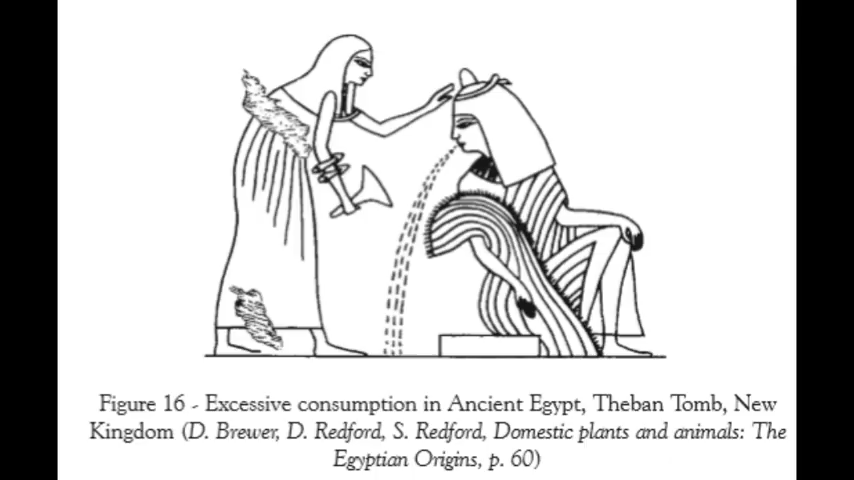 Figure 16 - Excessive consumption in Ancient Egypt, Theban Tomb, New
Kingdom (D. Brewer, D. Redford, S. Redford, Domestic plants and animals: The
Egyptian Origins, p. 60)